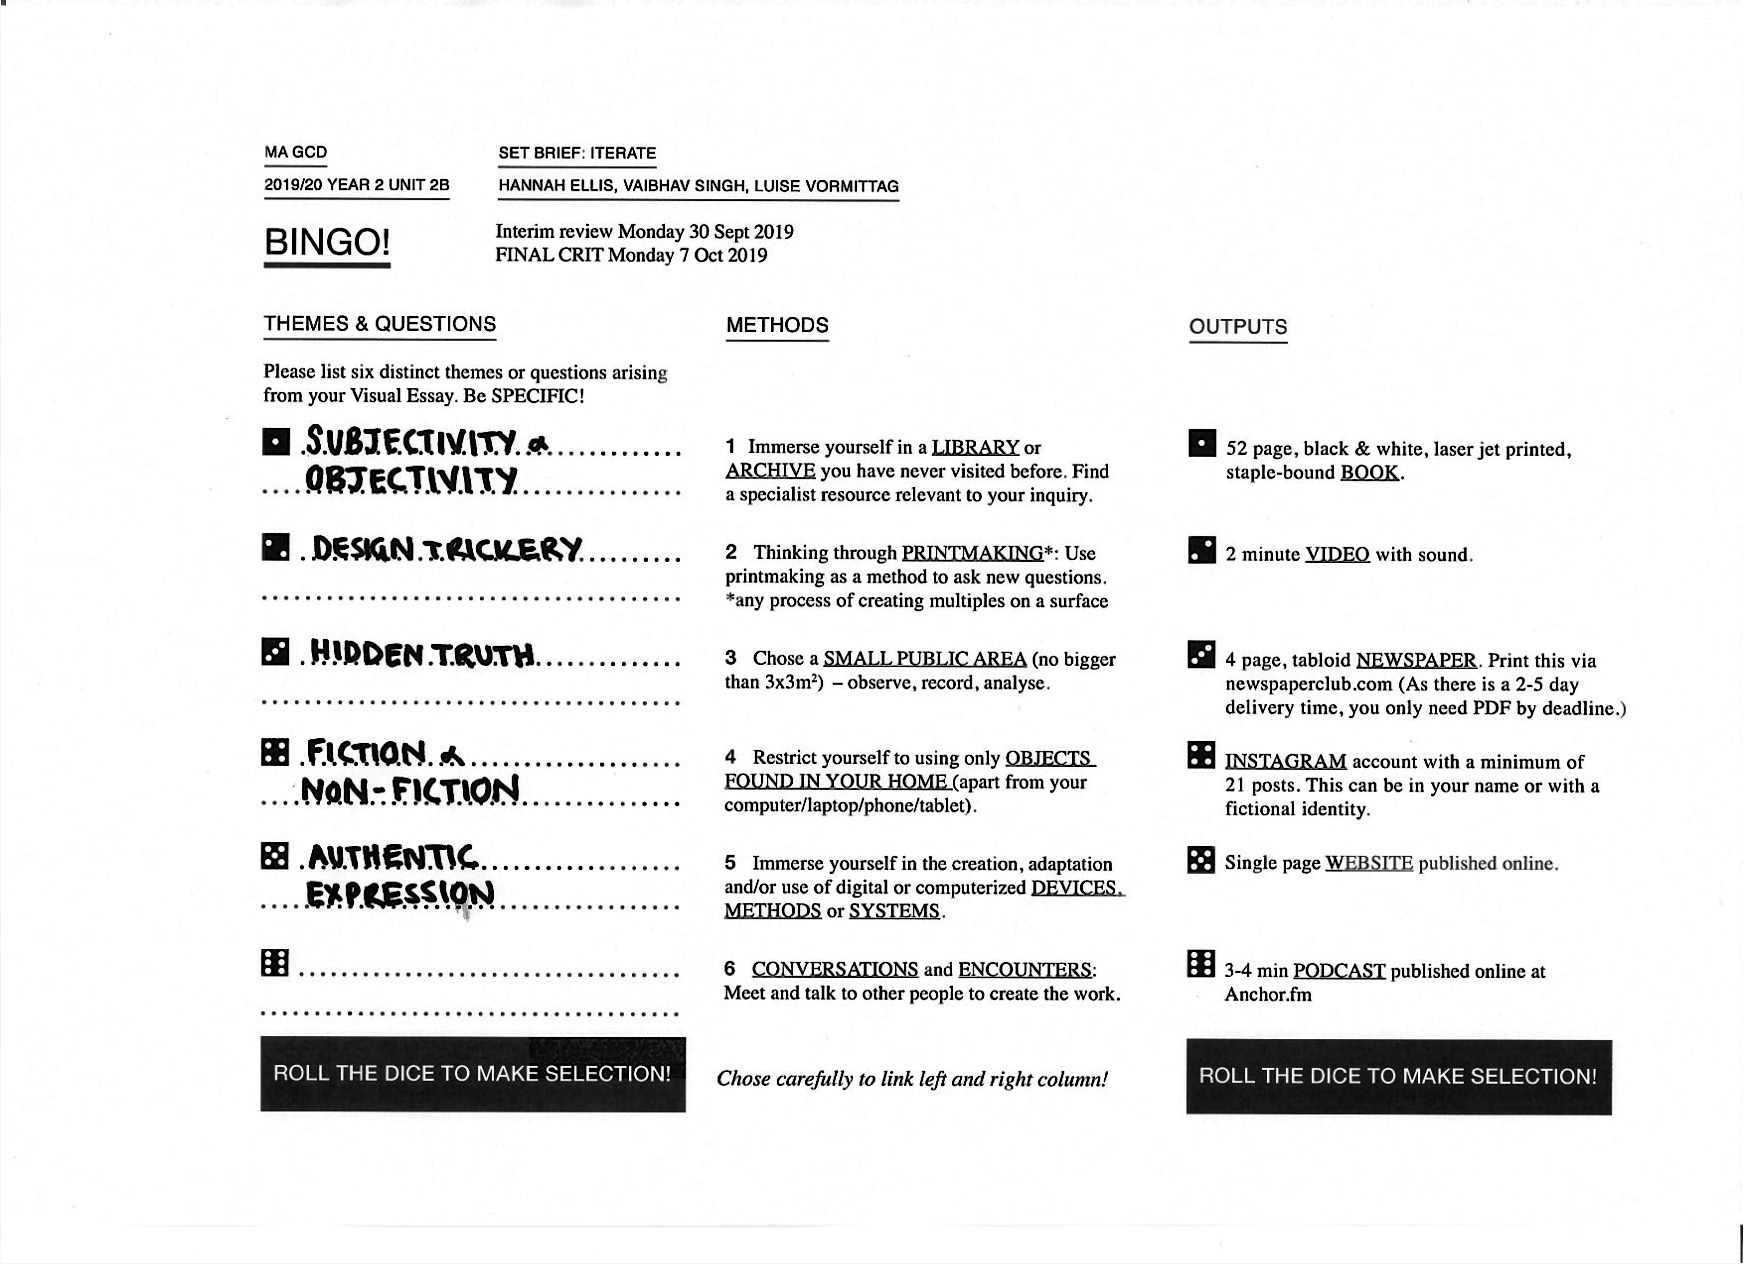 MA GCD
2019/20 YEAR 2 UNIT 2B
BINGO!
SET BRIEF: ITERATE
HANNAH ELLIS, VAIBHAV SINGH, LUISE VORMITTAG
Interim review Monday 30 Sept 2019
FINAL CRIT Monday 7 Oct 2019
THEMES & QUESTIONS
Please list six distinct themes or questions arising
from your Visual Essay. Be SPECIFIC!
SUBJECTIVITY &
OBJECTIVITY
DESIGN TRICKERY
HIDDEN TRUTH
FICTION &
NON-FICTION
AUTHENTIC
EXPRESSION
ROLL THE DICE TO MAKE SELECTION!
METHODS
1 Immerse yourself in a LIBRARY or
ARCHIVE you have never visited before. Find
a specialist resource relevant to your inquiry.
2 Thinking through PRINTMAKING*: Use
printmaking as a method to ask new questions.
*any process of creating multiples on a surface
3 Chose a SMALL PUBLIC AREA (no bigger
than 3x3m²) – observe, record, analyse.
4 Restrict yourself to using only OBJECTS
FOUND IN YOUR HOME (apart from your
computer/laptop/phone/tablet).
5 Immerse yourself in the creation, adaptation
and/or use of digital or computerized DEVICES,
METHODS or SYSTEMS.
6 CONVERSATIONS and ENCOUNTERS:
Meet and talk to other people to create the work.
Chose carefully to link left and right column!
OUTPUTS
52 page, black & white, laser jet printed,
staple-bound BOOK.
2 minute VIDEO with sound.
4 page, tabloid NEWSPAPER. Print this via
newspaperclub.com (As there is a 2-5 day
delivery time, you only need PDF by deadline.)
INSTAGRAM account with a minimum of
21 posts. This can be in your name or with a
fictional identity.
Single page WEBSITE published online.
3-4 min PODCAST published online at
Anchor.fm
ROLL THE DICE TO MAKE SELECTION!